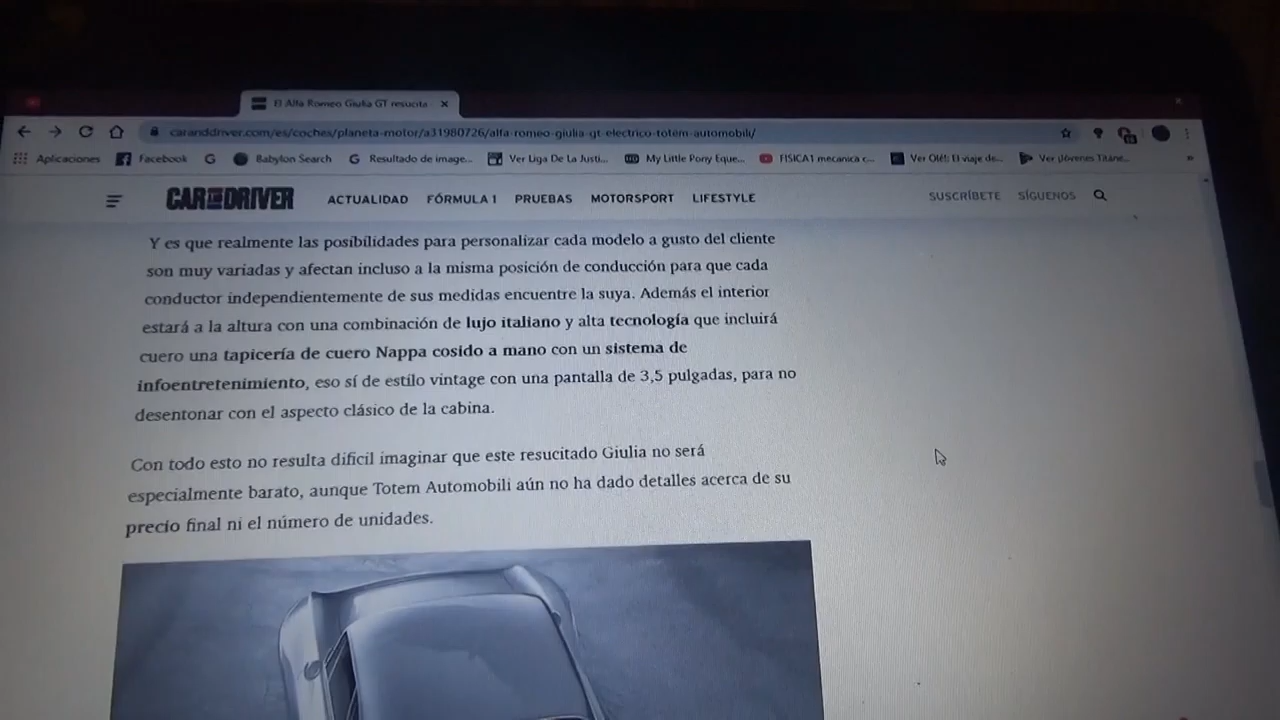 El Alfa Romeo Giulia GT resucita
caranddriver.com/es/coches/planeta-motor/a31980726/alfa-romeo-giulia-gt-electrico-totem-automobili/
Aplicaciones Facebook Babylon Search Resultado de image... Ver Liga De La Justi... My Little Pony Eque... FISICA1 mecanica c... Ver Olé!: El viaje de... Ver ¡Jóvenes Titane...
CAR AND DRIVER ACTUALIDAD FÓRMULA 1 PRUEBAS MOTORSPORT LIFESTYLE SUSCRÍBETE SÍGUENOS
Y es que realmente las posibilidades para personalizar cada modelo a gusto del cliente
son muy variadas y afectan incluso a la misma posición de conducción para que cada
conductor independientemente de sus medidas encuentre la suya. Además el interior
estará a la altura con una combinación de lujo italiano y alta tecnología que incluirá
cuero una tapicería de cuero Nappa cosido a mano con un sistema de
infoentretenimiento, eso sí de estilo vintage con una pantalla de 3,5 pulgadas, para no
desentonar con el aspecto clásico de la cabina.
Con todo esto no resulta difícil imaginar que este resucitado Giulia no será
especialmente barato, aunque Totem Automobili aún no ha dado detalles acerca de su
precio final ni el número de unidades.